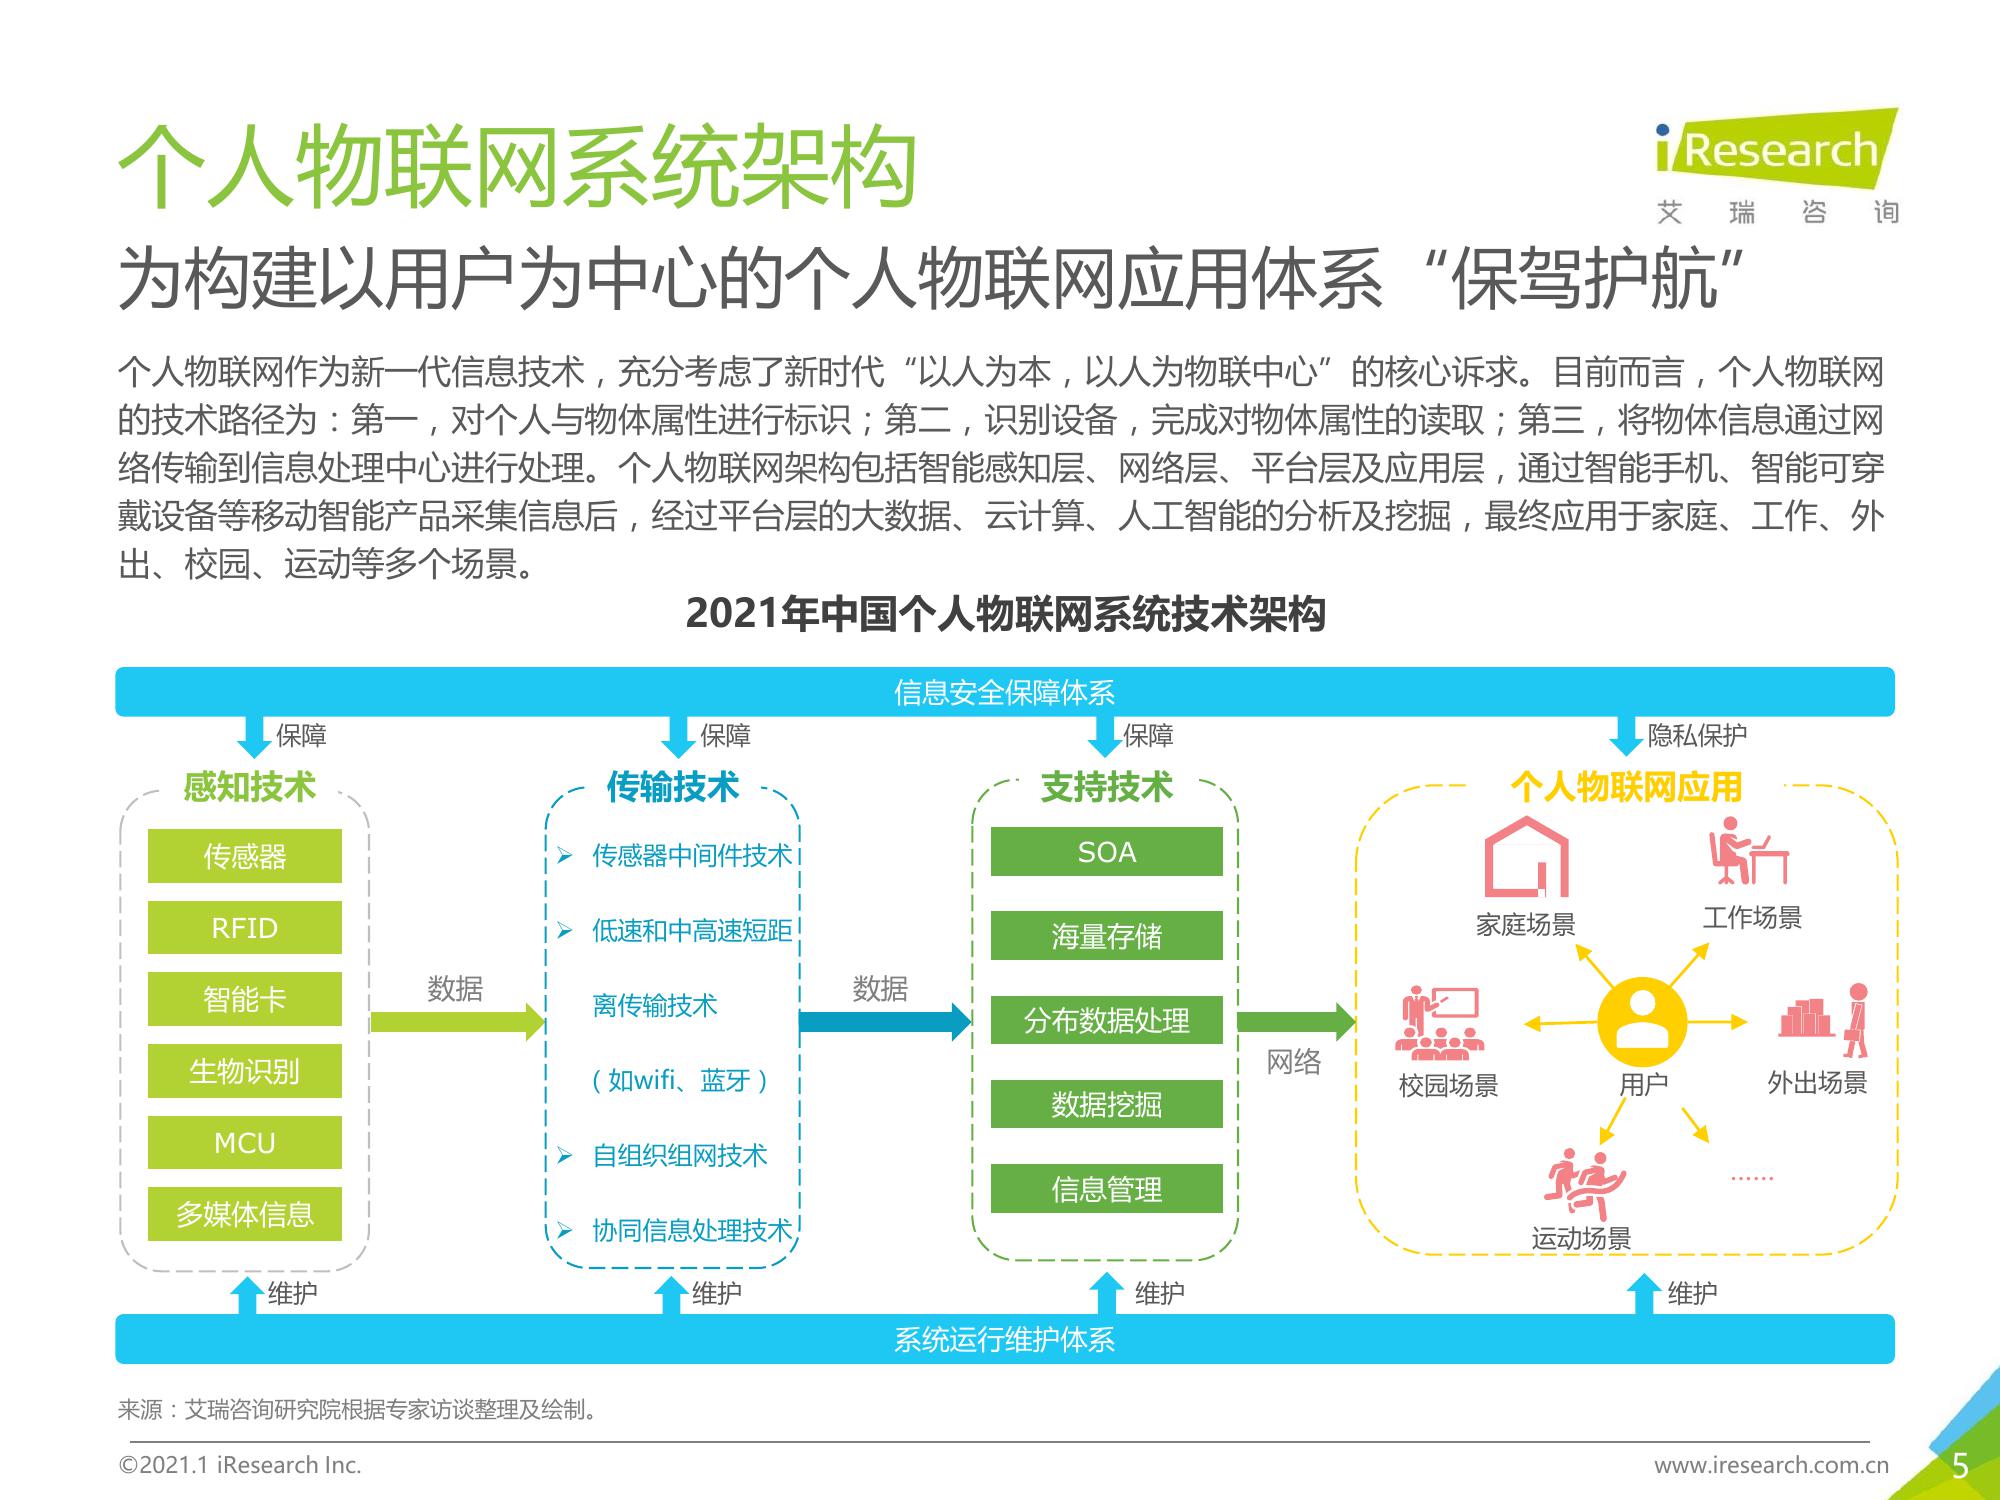 个人物联网系统架构
iResearch
艾瑞咨询
为构建以用户为中心的个人物联网应用体系“保驾护航”
个人物联网作为新一代信息技术，充分考虑了新时代“以人为本，以人为物联中心”的核心诉求。目前而言，个人物联网
的技术路径为：第一，对个人与物体属性进行标识；第二，识别设备，完成对物体属性的读取；第三，将物体信息通过网
络传输到信息处理中心进行处理。个人物联网架构包括智能感知层、网络层、平台层及应用层，通过智能手机、智能可穿
戴设备等移动智能产品采集信息后，经过平台层的大数据、云计算、人工智能的分析及挖掘，最终应用于家庭、工作、外
出、校园、运动等多个场景。
2021年中国个人物联网系统技术架构
信息安全保障体系
保障
保障
保障
隐私保护
感知技术
传感器
RFID
智能卡
生物识别
MCU
多媒体信息
数据
传输技术
➢ 传感器中间件技术
➢ 低速和中高速短距
离传输技术
（如wifi、蓝牙）
➢ 自组织组网技术
➢ 协同信息处理技术
数据
支持技术
SOA
海量存储
分布数据处理
数据挖掘
信息管理
网络
个人物联网应用
家庭场景
工作场景
校园场景
用户
外出场景
运动场景
……
维护
维护
维护
维护
系统运行维护体系
来源：艾瑞咨询研究院根据专家访谈整理及绘制。
©2021.1 iResearch Inc.
www.iresearch.com.cn
5